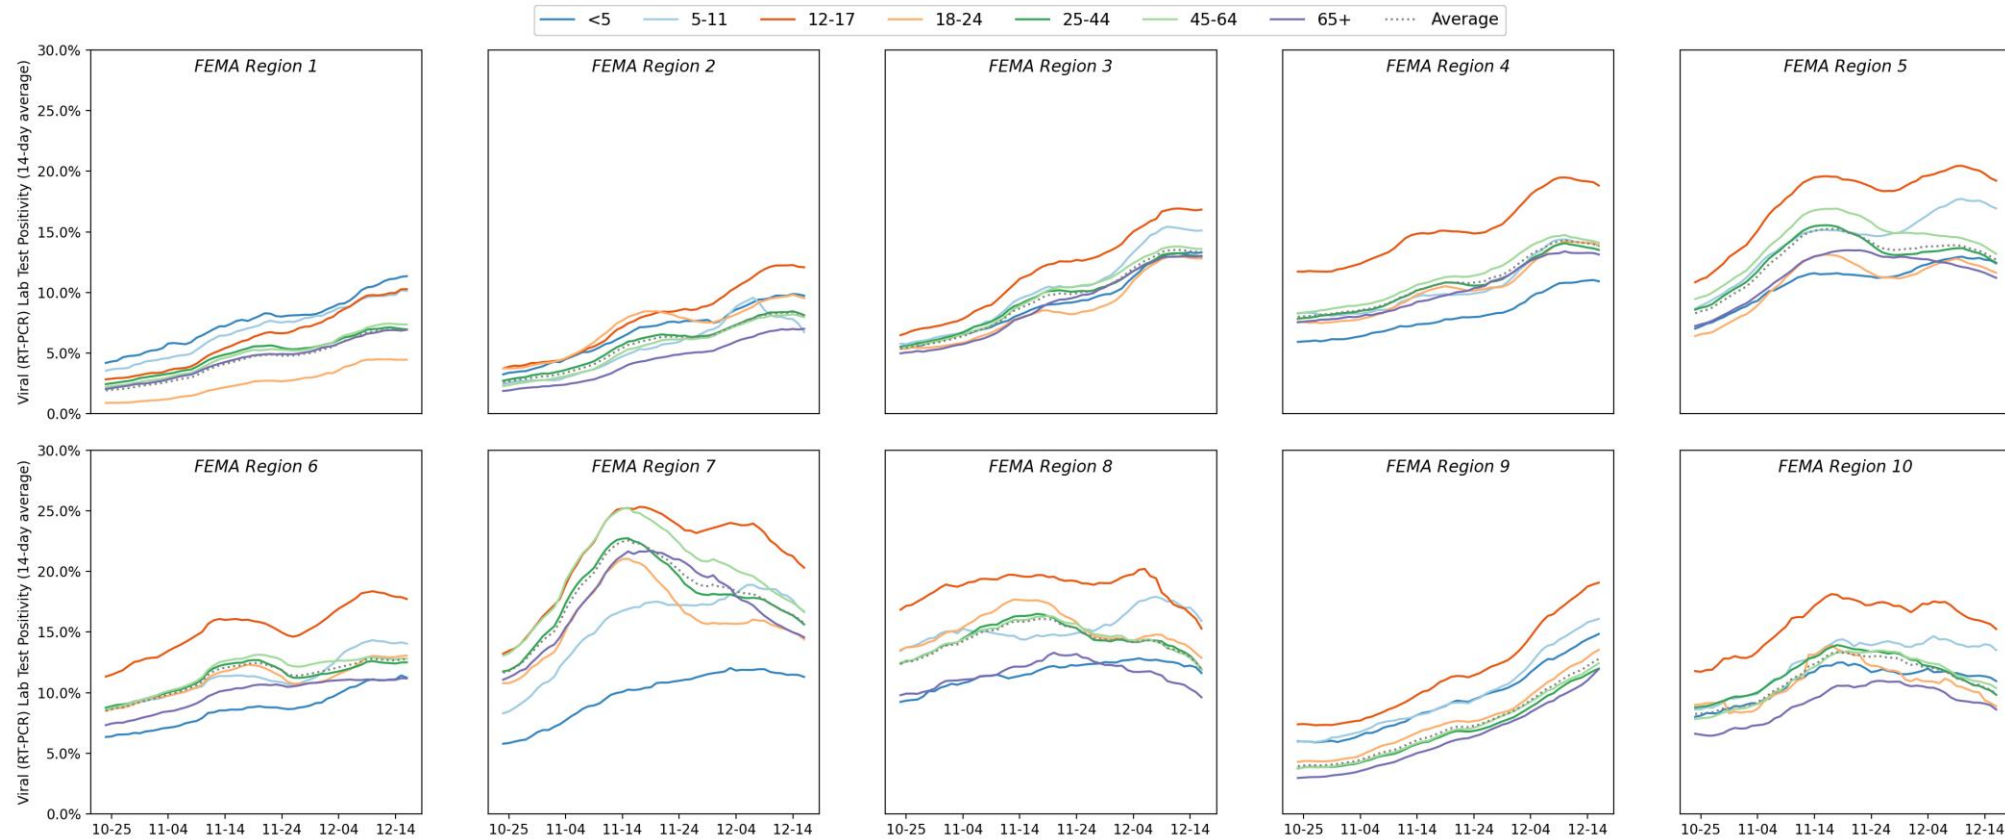 <5 5-11 12-17 18-24 25-44 45-64 65+ Average
Viral (RT-PCR) Lab Test Positivity (14-day average)
30.0%
25.0%
20.0%
15.0%
10.0%
5.0%
0.0%
FEMA Region 1
FEMA Region 2
FEMA Region 3
FEMA Region 4
FEMA Region 5
Viral (RT-PCR) Lab Test Positivity (14-day average)
30.0%
25.0%
20.0%
15.0%
10.0%
5.0%
0.0%
FEMA Region 6
10-25 11-04 11-14 11-24 12-04 12-14
FEMA Region 7
10-25 11-04 11-14 11-24 12-04 12-14
FEMA Region 8
10-25 11-04 11-14 11-24 12-04 12-14
FEMA Region 9
10-25 11-04 11-14 11-24 12-04 12-14
FEMA Region 10
10-25 11-04 11-14 11-24 12-04 12-14